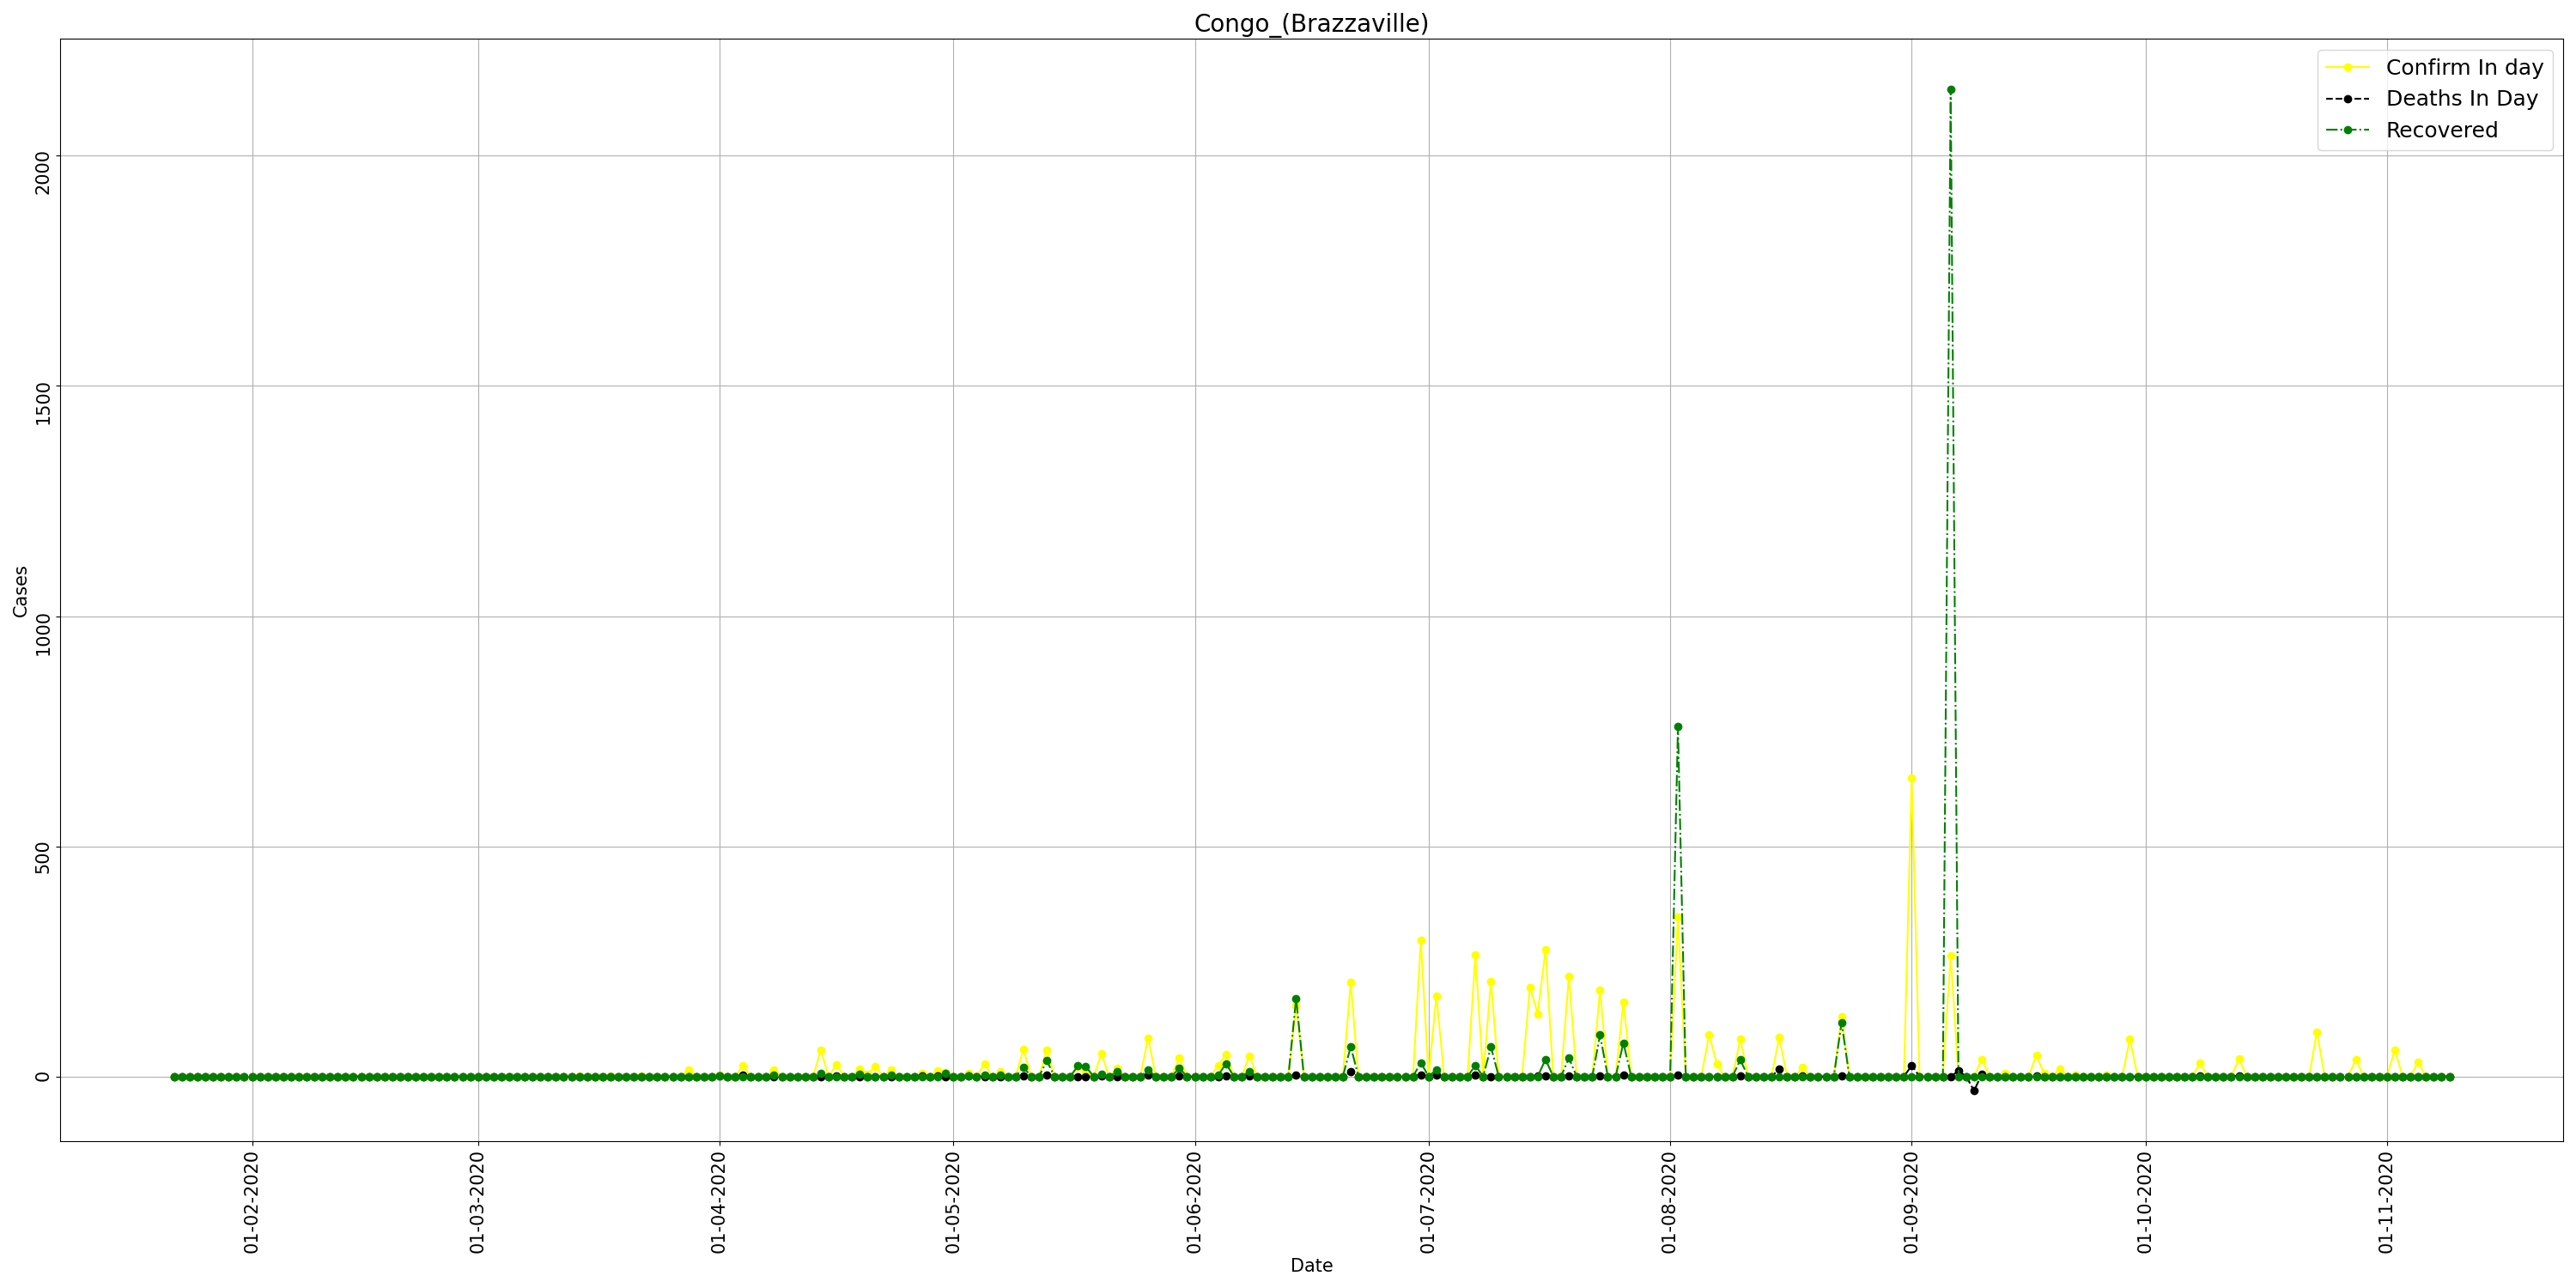 Congo_(Brazzaville)
Confirm In day
Deaths In Day
Recovered
2000
1500
1000
500
0
Cases
01-02-2020
01-03-2020
01-04-2020
01-05-2020
01-06-2020
01-07-2020
01-08-2020
01-09-2020
01-10-2020
01-11-2020
Date